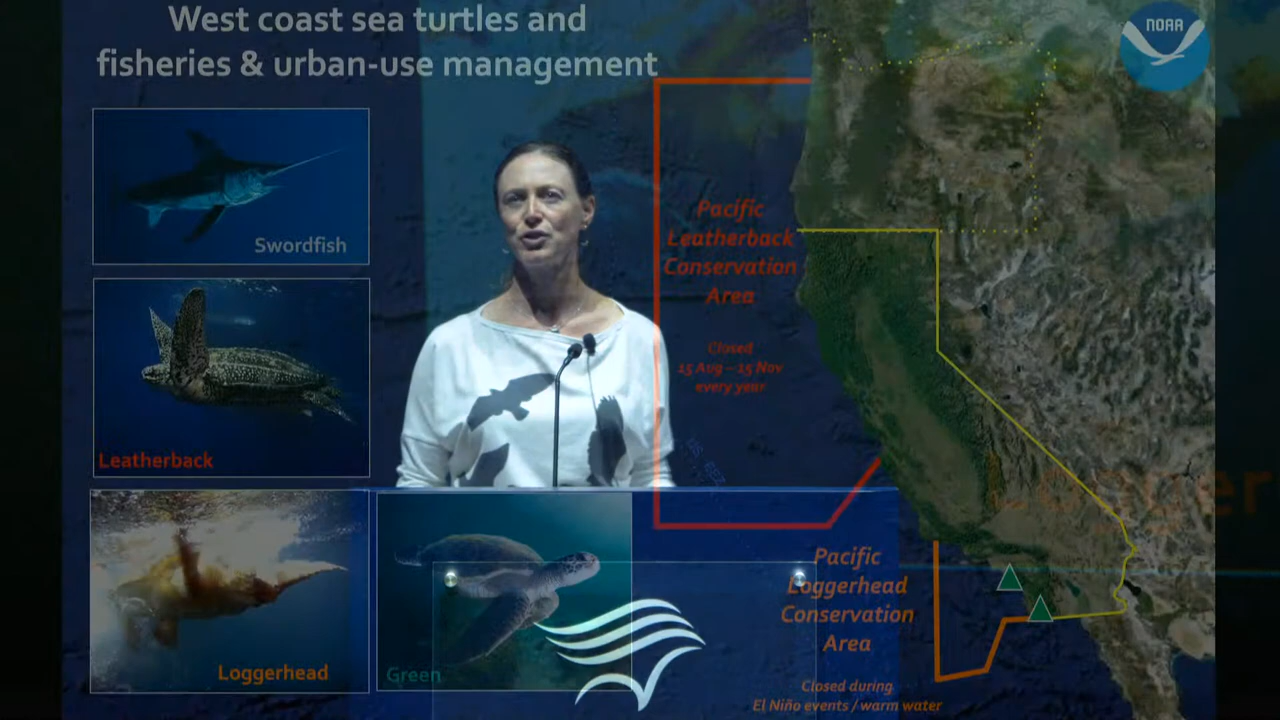 West coast sea turtles and
fisheries & urban-use management
NOAA
Swordfish
Leatherback
Loggerhead
Green
Pacific
Leatherback
Conservation
Area
Closed
15 Aug – 15 Nov
every year
Pacific
Loggerhead
Conservation
Area
Closed during
El Niño events / warm water